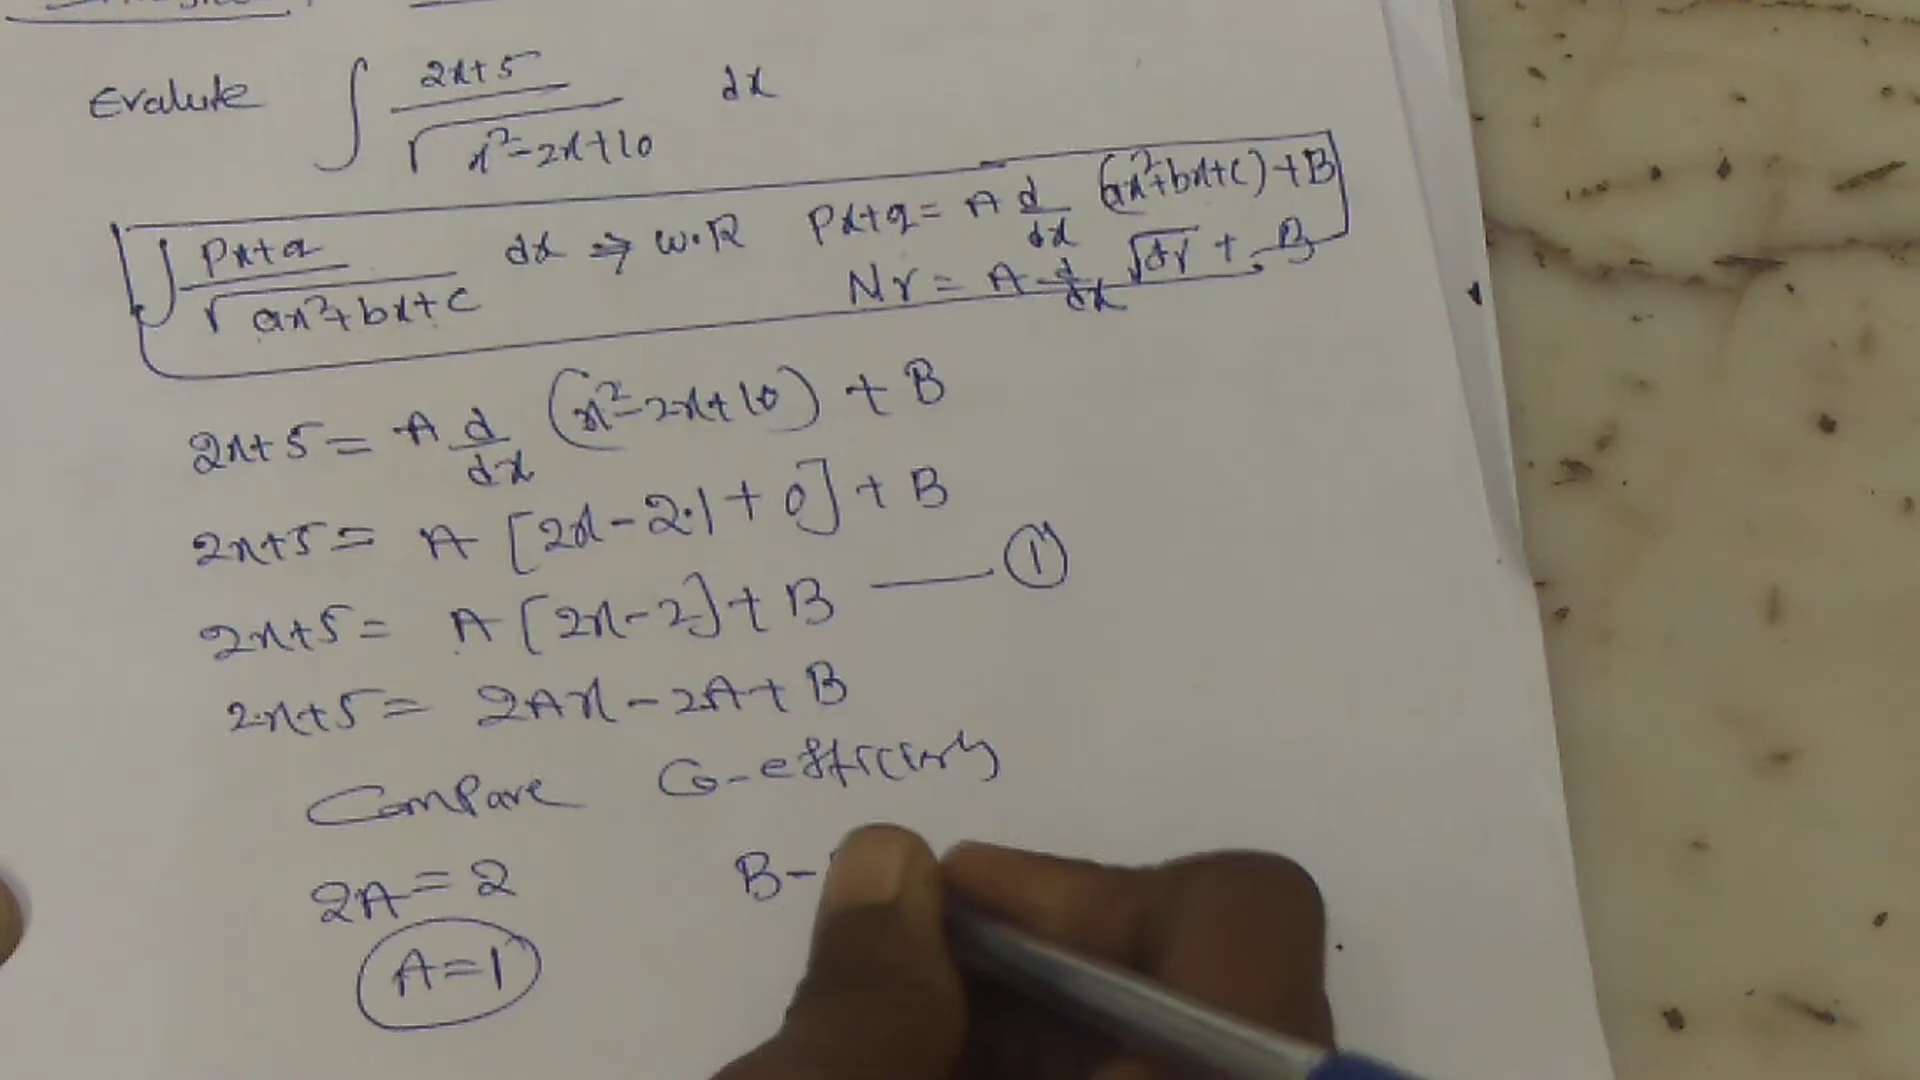 Evalute ∫ 2x+5 / √x²-2x+10 dx
∫ Px+q / √ax²+bx+c dx ⇒ W.R Px+q = A d/dx (ax²+bx+c) + B
Nr = A d/dx √dr + B
2x+5 = A d/dx (x²-2x+10) + B
2x+5 = A [2x-2.1+0] + B
2x+5 = A [2x-2] + B —— ①
2x+5 = 2Ax - 2A + B
Compare
2A = 2 B-
A=1